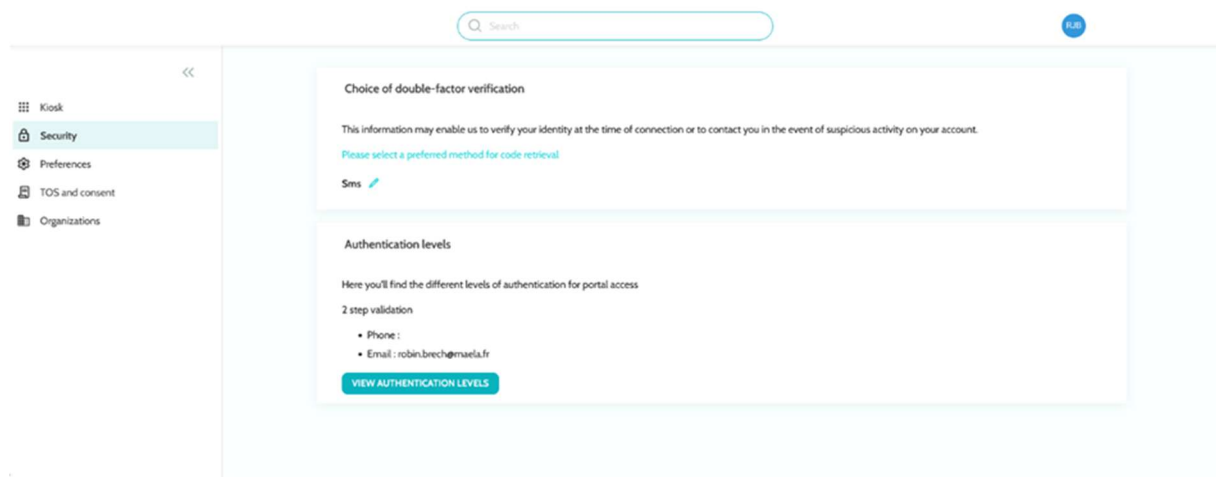 Search
Kiosk
Security
Preferences
TOS and consent
Organizations
Choice of double-factor verification
This information may enable us to verify your identity at the time of connection or to contact you in the event of suspicious activity on your account.
Please select a preferred method for code retrieval
Sms
Authentication levels
Here you'll find the different levels of authentication for portal access
2 step validation
• Phone :
• Email : robin.brech@maela.fr
VIEW AUTHENTICATION LEVELS